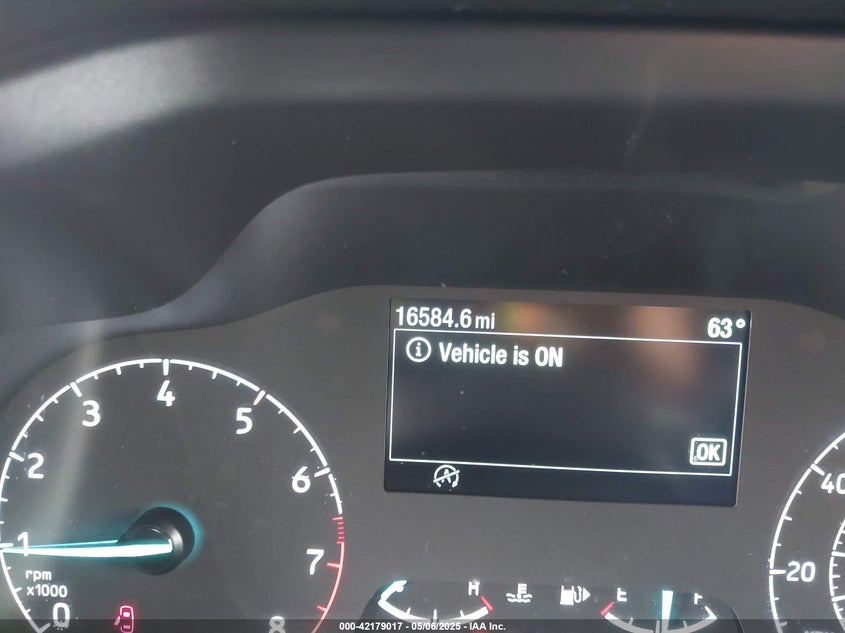 16584.6 mi 63°
Vehicle is ON
OK
A
0 1 2 3 4 5 6 7 8
rpm
x1000
H E F
20 40
000-42179017 - 05/06/2025 - IAA Inc.